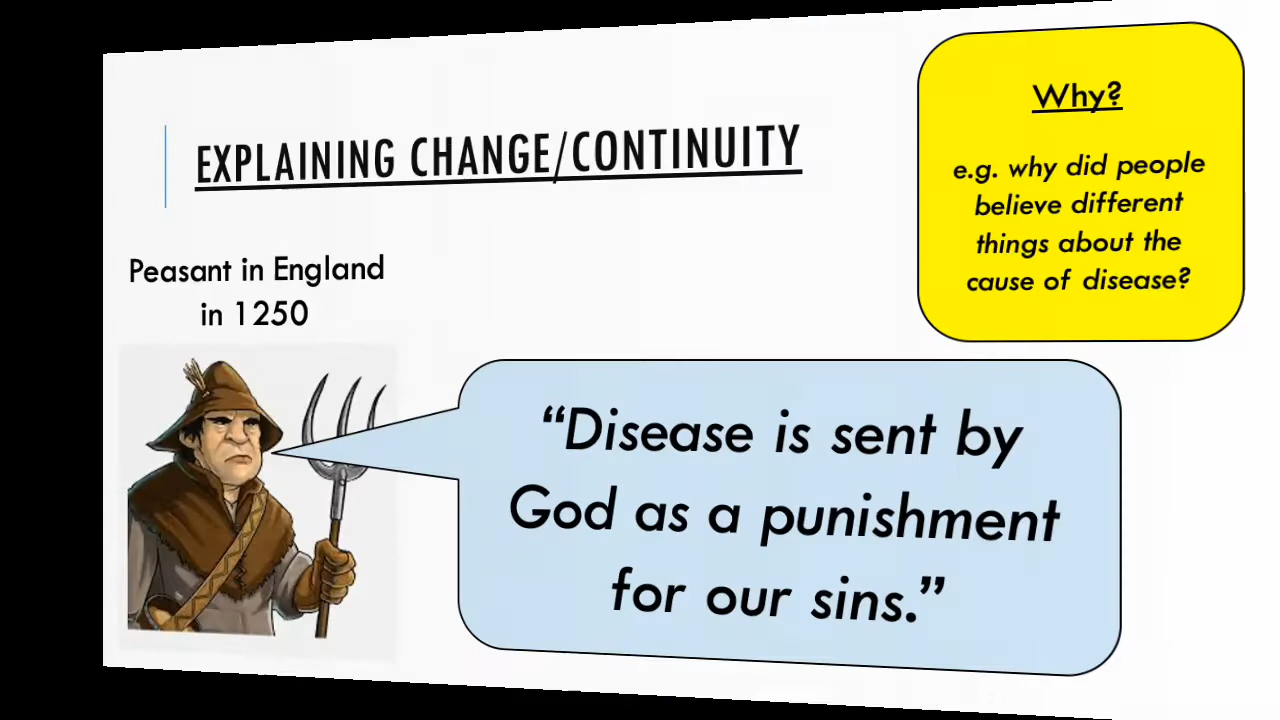 EXPLAINING CHANGE/CONTINUITY
Why?
e.g. why did people
believe different
things about the
cause of disease?
Peasant in England
in 1250
“Disease is sent by
God as a punishment
for our sins.”